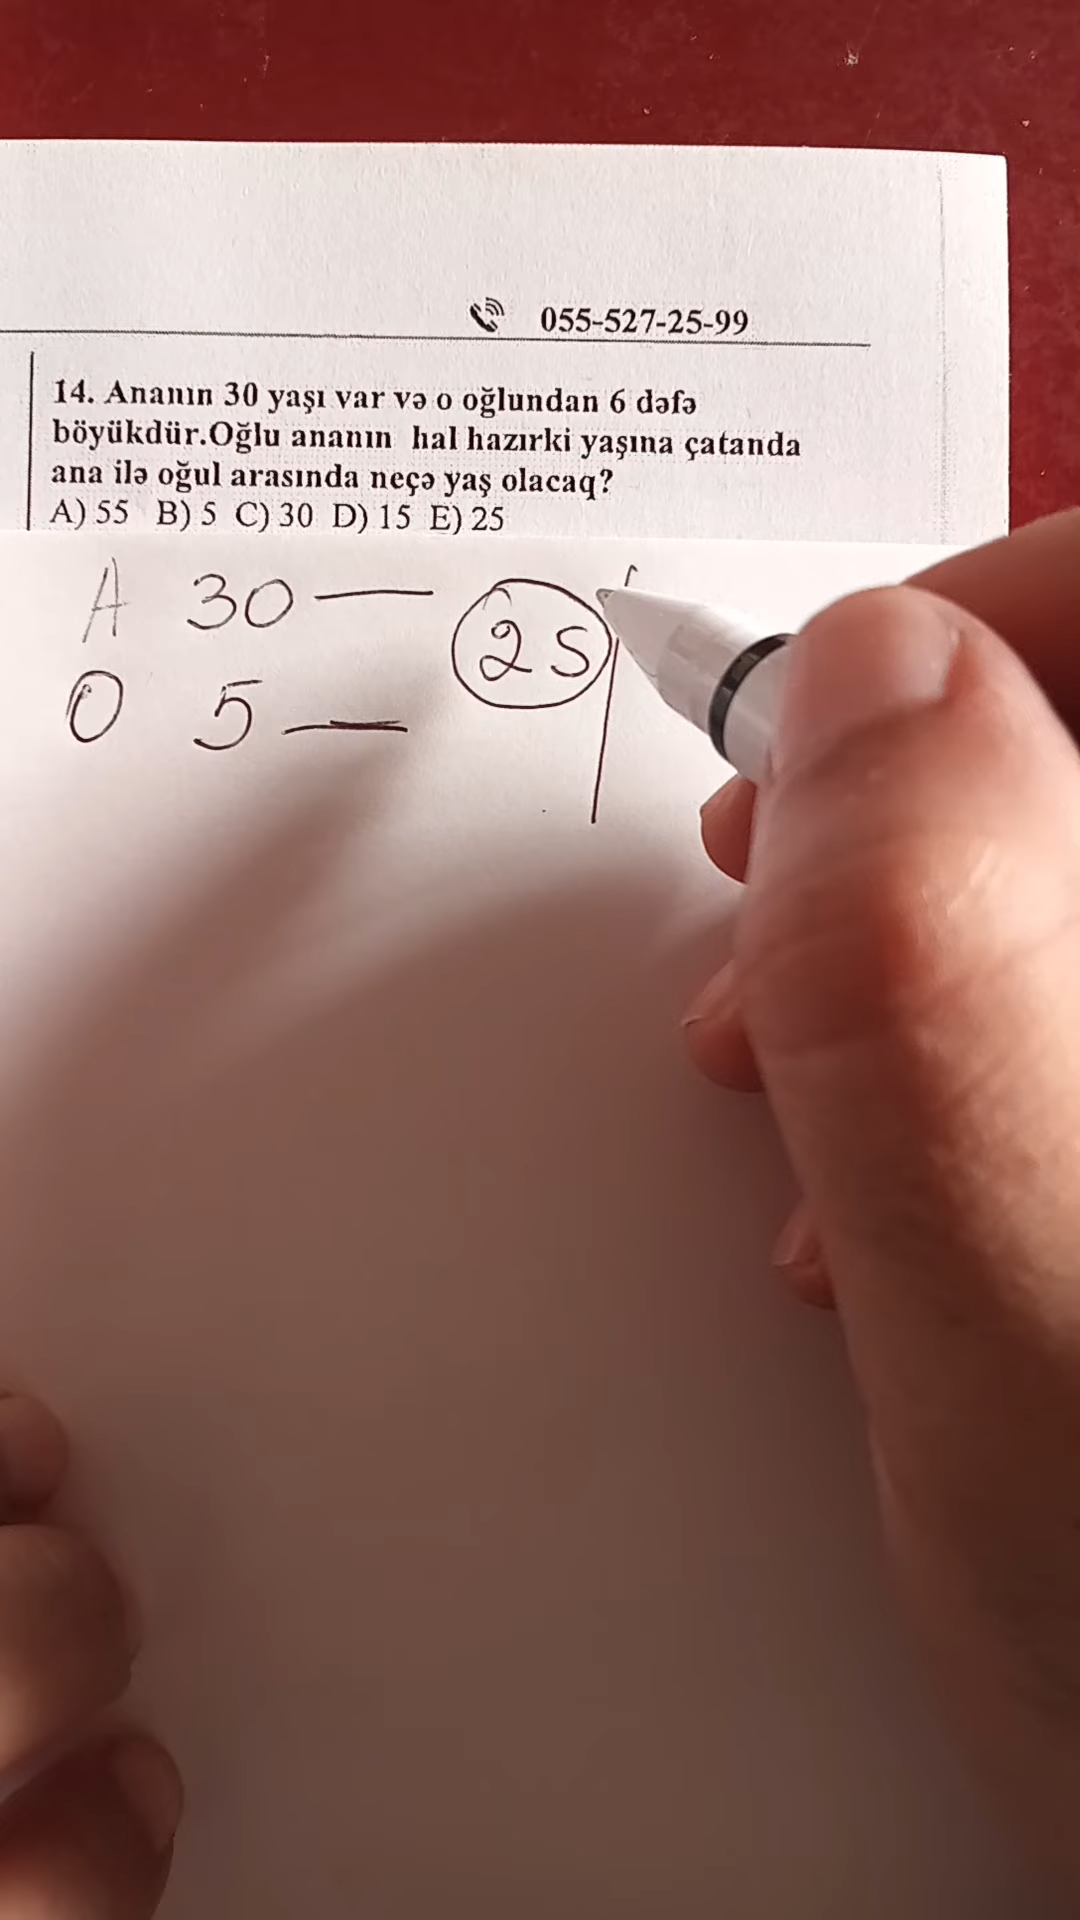 055-527-25-99
14. Ananın 30 yaşı var və o oğlundan 6 dəfə
böyükdür.Oğlu ananın hal hazırki yaşına çatanda
ana ilə oğul arasında neçə yaş olacaq?
A) 55 B) 5 C) 30 D) 15 E) 25
A 30 — 25
O 5 —